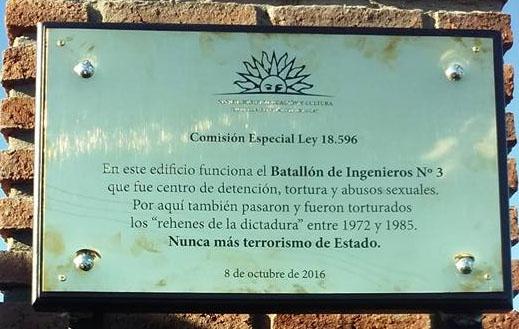 Y CULTURA
Comisión Especial Ley 18.596
En este edificio funciona el Batallón de Ingenieros Nº 3
que fue centro de detención, tortura y abusos sexuales.
Por aquí también pasaron y fueron torturados
los “rehenes de la dictadura” entre 1972 y 1985.
Nunca más terrorismo de Estado.
8 de octubre de 2016